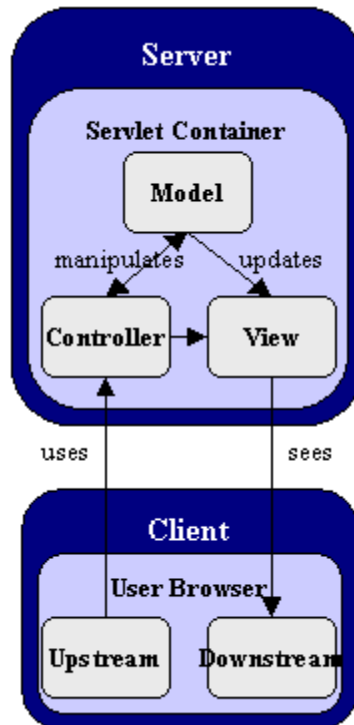 Server
Servlet Container
Model
manipulates updates
Controller View
uses sees
Client
User Browser
Upstream Downstream